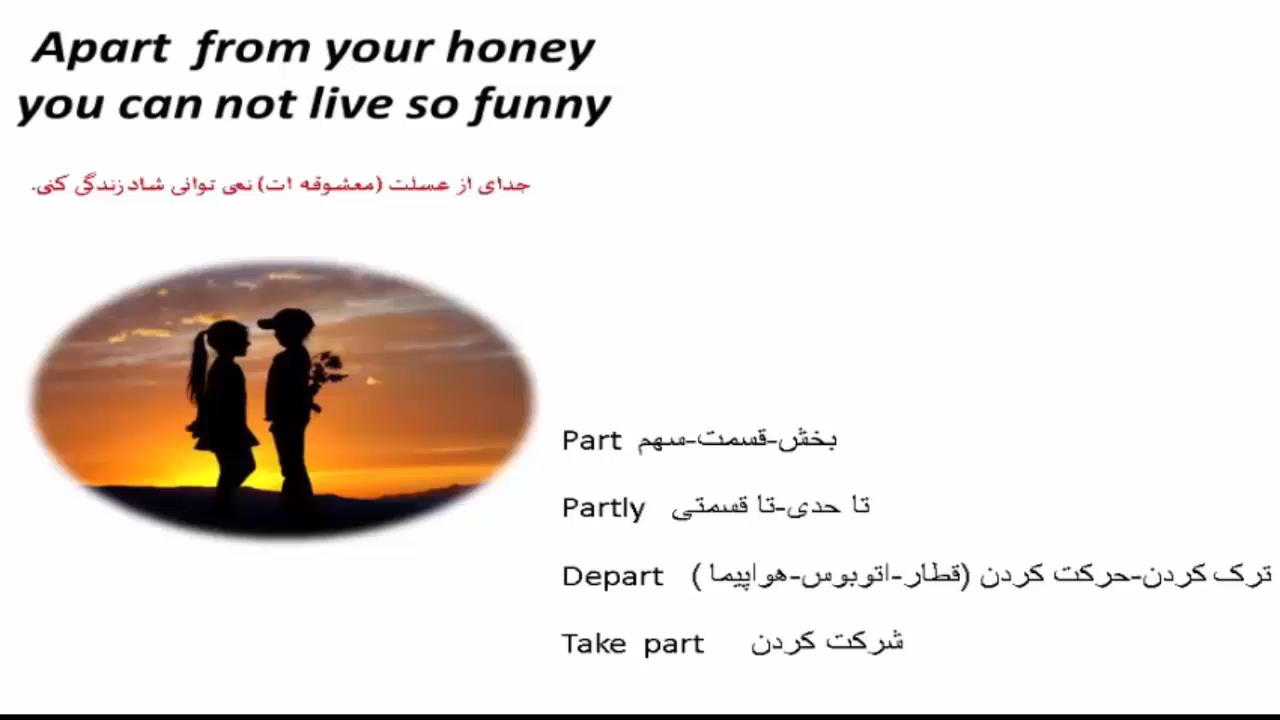 Apart from your honey
you can not live so funny
جدای از عسلت (معشوقه ات) نمی توانی شاد زندگی کنی.
Part بخش-قسمت-سهم
Partly تا حدی-تا قسمتی
Depart ترک کردن-حرکت کردن (قطار-اتوبوس-هواپیما )
Take part شرکت کردن